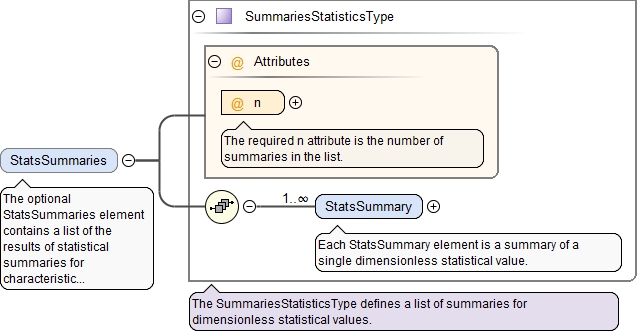 SummariesStatisticsType
@ Attributes
@ n
The required n attribute is the number of
summaries in the list.
StatsSummaries
The optional
StatsSummaries element
contains a list of the
results of statistical
summaries for
characteristic...
1..∞
StatsSummary
Each StatsSummary element is a summary of a
single dimensionless statistical value.
The SummariesStatisticsType defines a list of summaries for
dimensionless statistical values.